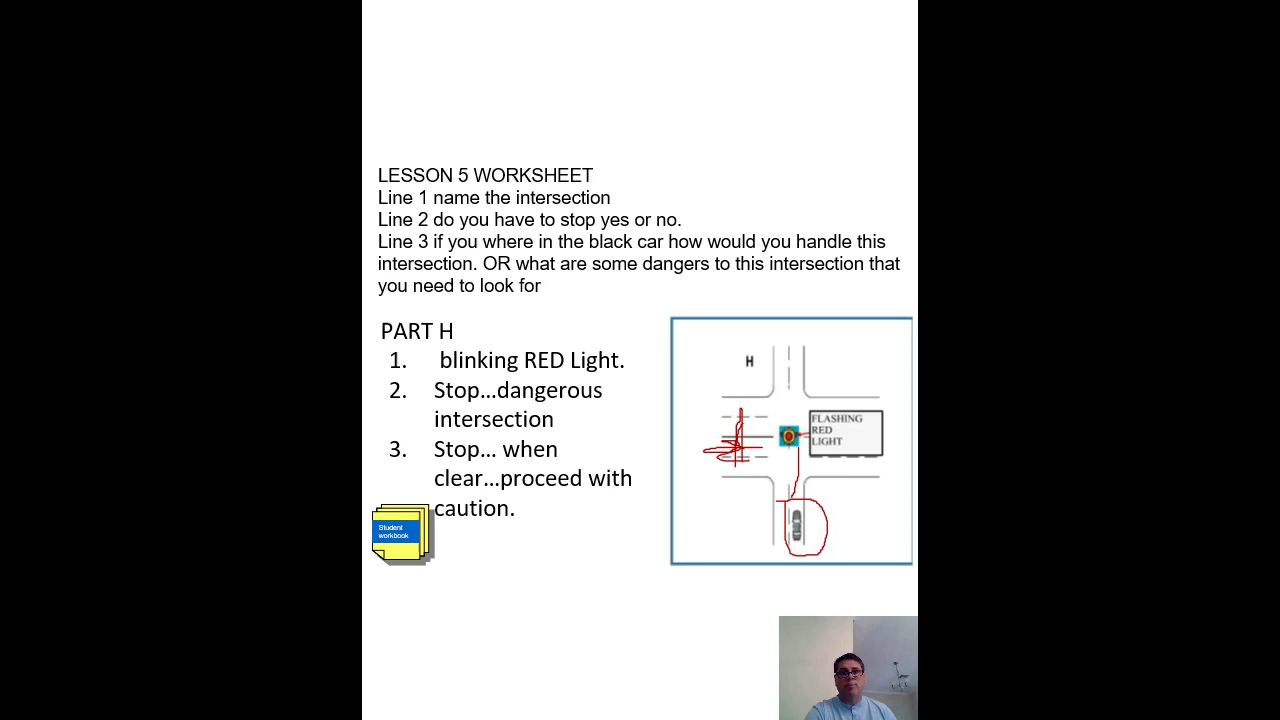 LESSON 5 WORKSHEET
Line 1 name the intersection
Line 2 do you have to stop yes or no.
Line 3 if you where in the black car how would you handle this
intersection. OR what are some dangers to this intersection that
you need to look for
PART H
1. blinking RED Light.
2. Stop...dangerous
intersection
3. Stop... when
clear...proceed with
caution.
Student
workbook
H
FLASHING
RED
LIGHT